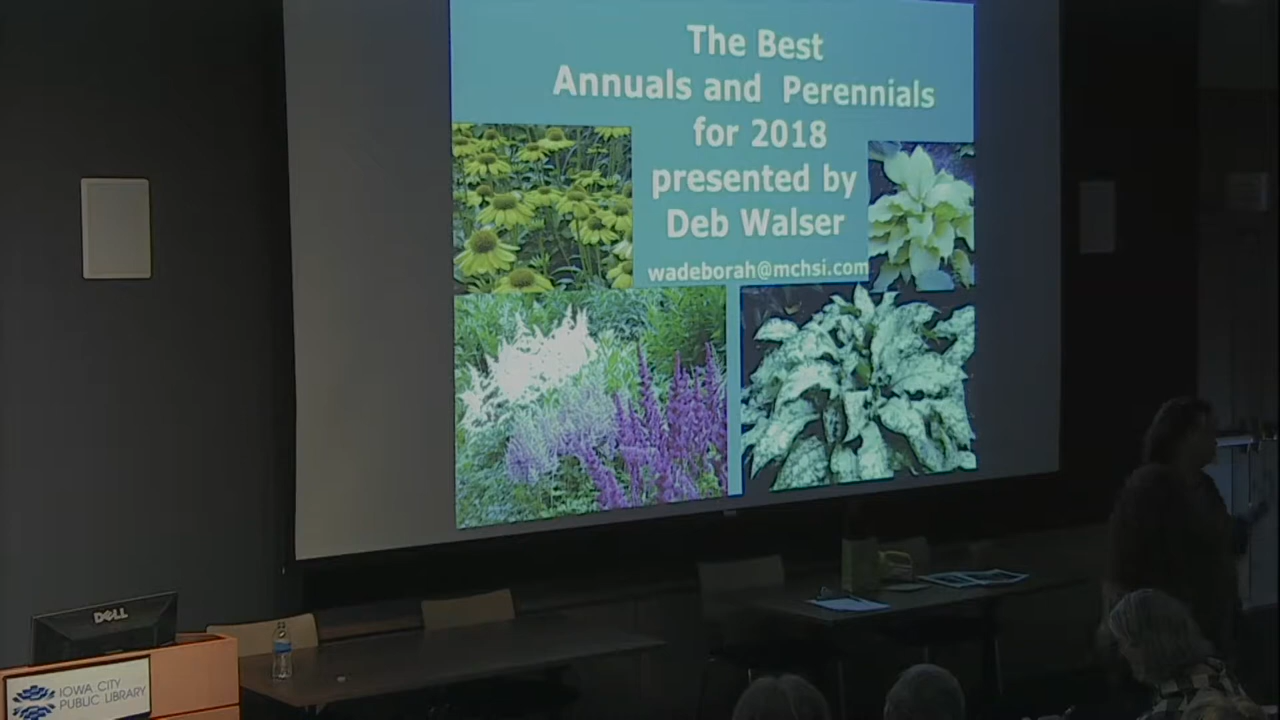 The Best
Annuals and Perennials
for 2018
presented by
Deb Walser
wadeborah@mchsi.com
DELL
IOWA CITY
PUBLIC LIBRARY